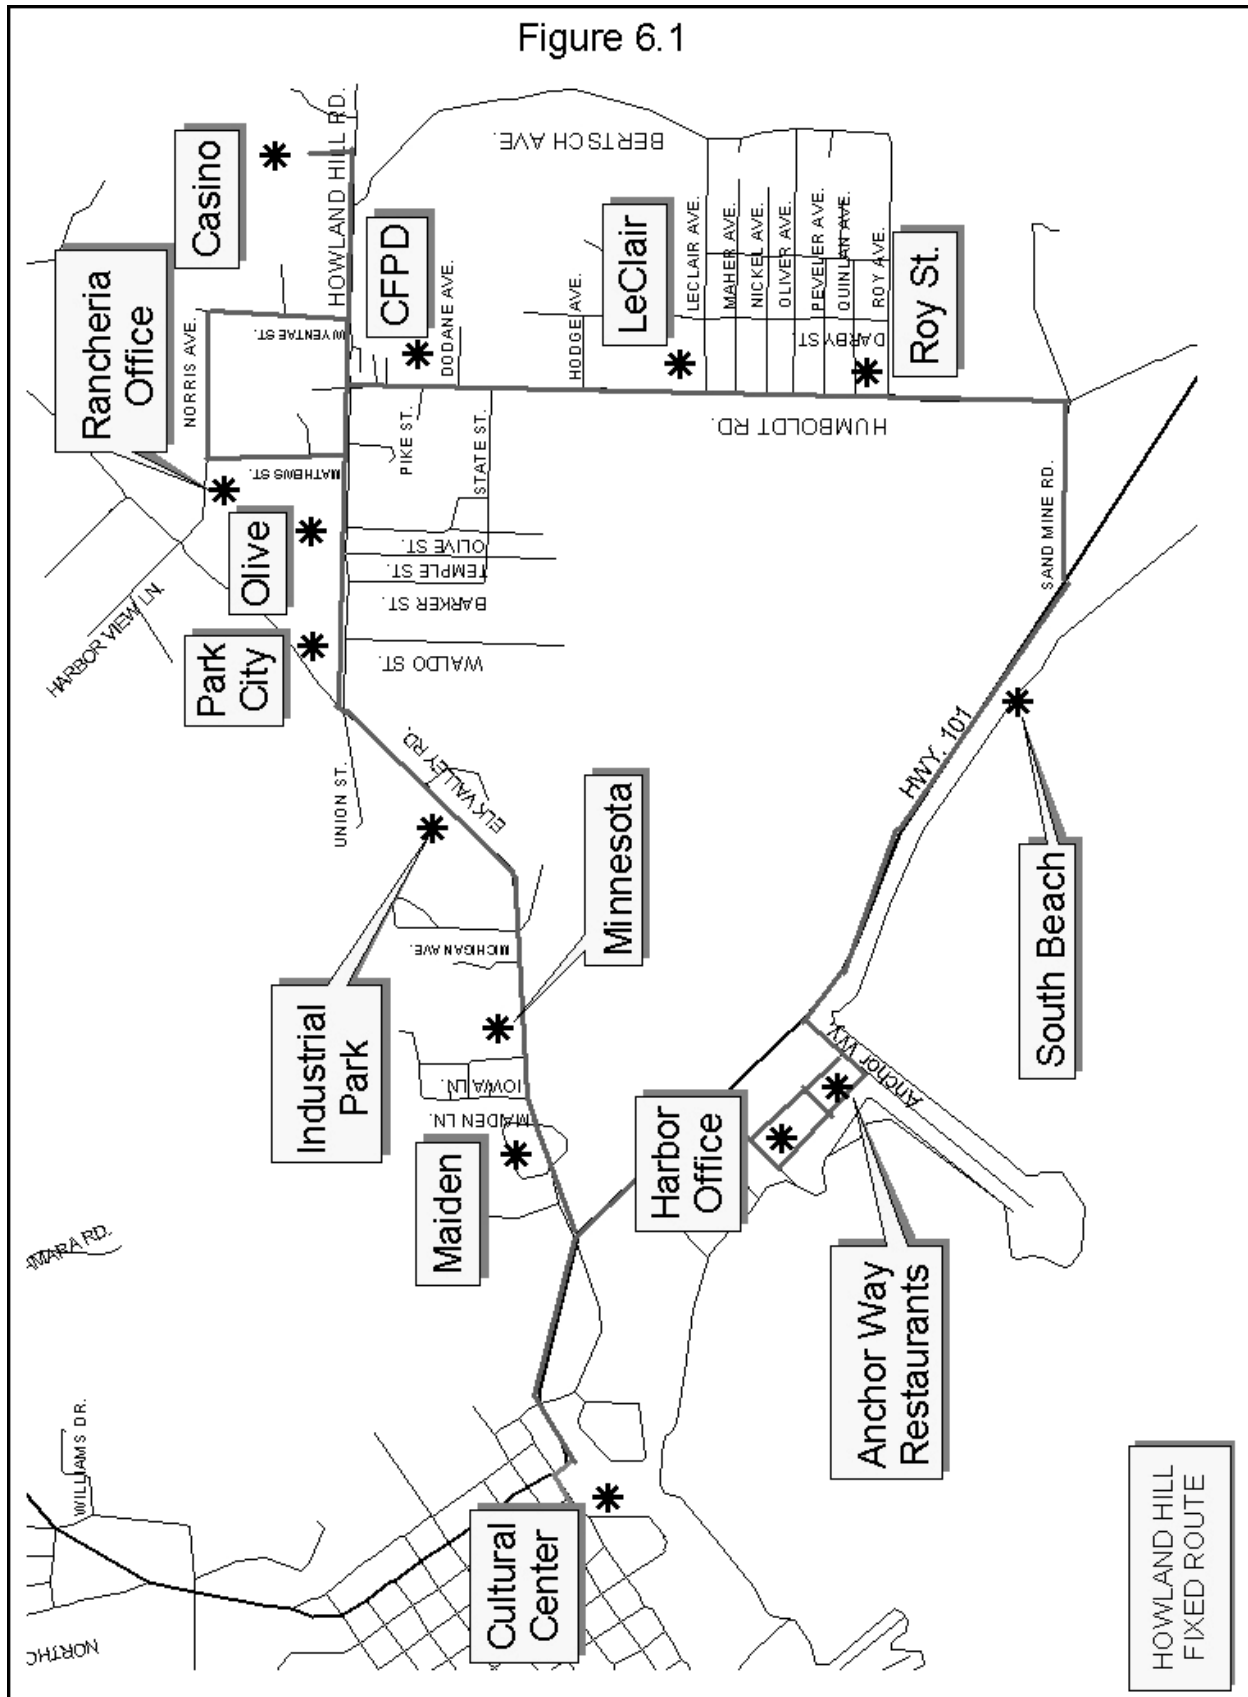 Figure 6.1
Casino
Rancheria
Office
Olive
Park
City
CFPD
LeClair
Roy St.
Industrial
Park
Minnesota
Maiden
Harbor
Office
South Beach
Anchor Way
Restaurants
Cultural
Center
HOWLAND HILL RD.
BERTSCH AVE.
NORRIS AVE.
WYENTAE ST.
MATHEWS ST.
HARBOR VIEW LN.
DODANE AVE.
HODGE AVE.
LECLAIR AVE.
MAHER AVE.
NICKEL AVE.
OLIVER AVE.
PEVELER AVE.
QUINLAN AVE.
ROY AVE.
DARBY ST.
PIKE ST.
STATE ST.
HUMBOLDT RD.
OLIVE ST.
TEMPLE ST.
BARKER ST.
WALDO ST.
SAND MINE RD.
UNION ST.
ELK VALLEY RD.
HWY. 101
MICHIGAN AVE.
IOWA LN.
MAIDEN LN.
Anchor WY.
Anchor
AMARA RD.
WILLIAMS DR.
NORTHC
HOWLAND HILL
FIXED ROUTE